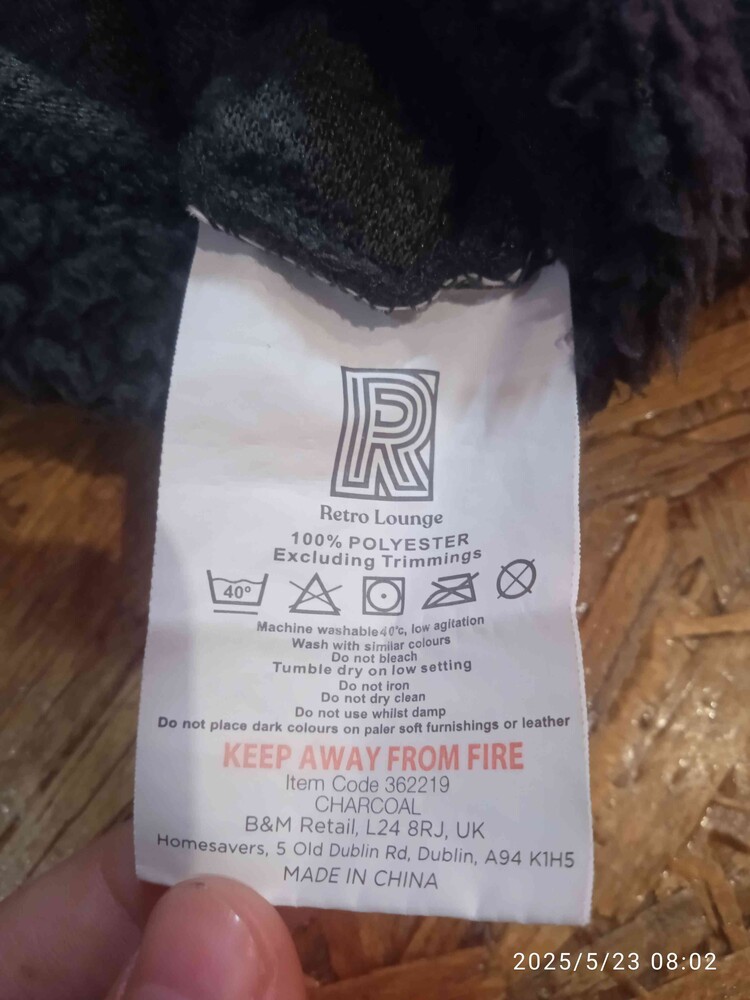 R
Retro Lounge
100% POLYESTER
Excluding Trimmings
40°
Machine washable 40°c, low agitation
Wash with similar colours
Do not bleach
Tumble dry on low setting
Do not iron
Do not dry clean
Do not use whilst damp
Do not place dark colours on paler soft furnishings or leather
KEEP AWAY FROM FIRE
Item Code 362219
CHARCOAL
B&M Retail, L24 8RJ, UK
Homesavers, 5 Old Dublin Rd, Dublin, A94 K1H5
MADE IN CHINA
2025/5/23 08:02